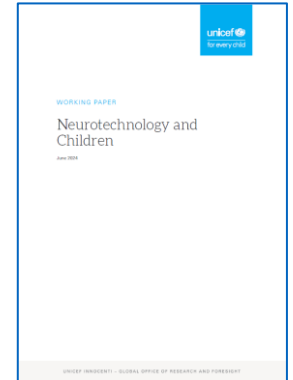 unicef
for every child
WORKING PAPER
Neurotechnology and
Children
June 2024
UNICEF INNOCENTI – GLOBAL OFFICE OF RESEARCH AND FORESIGHT